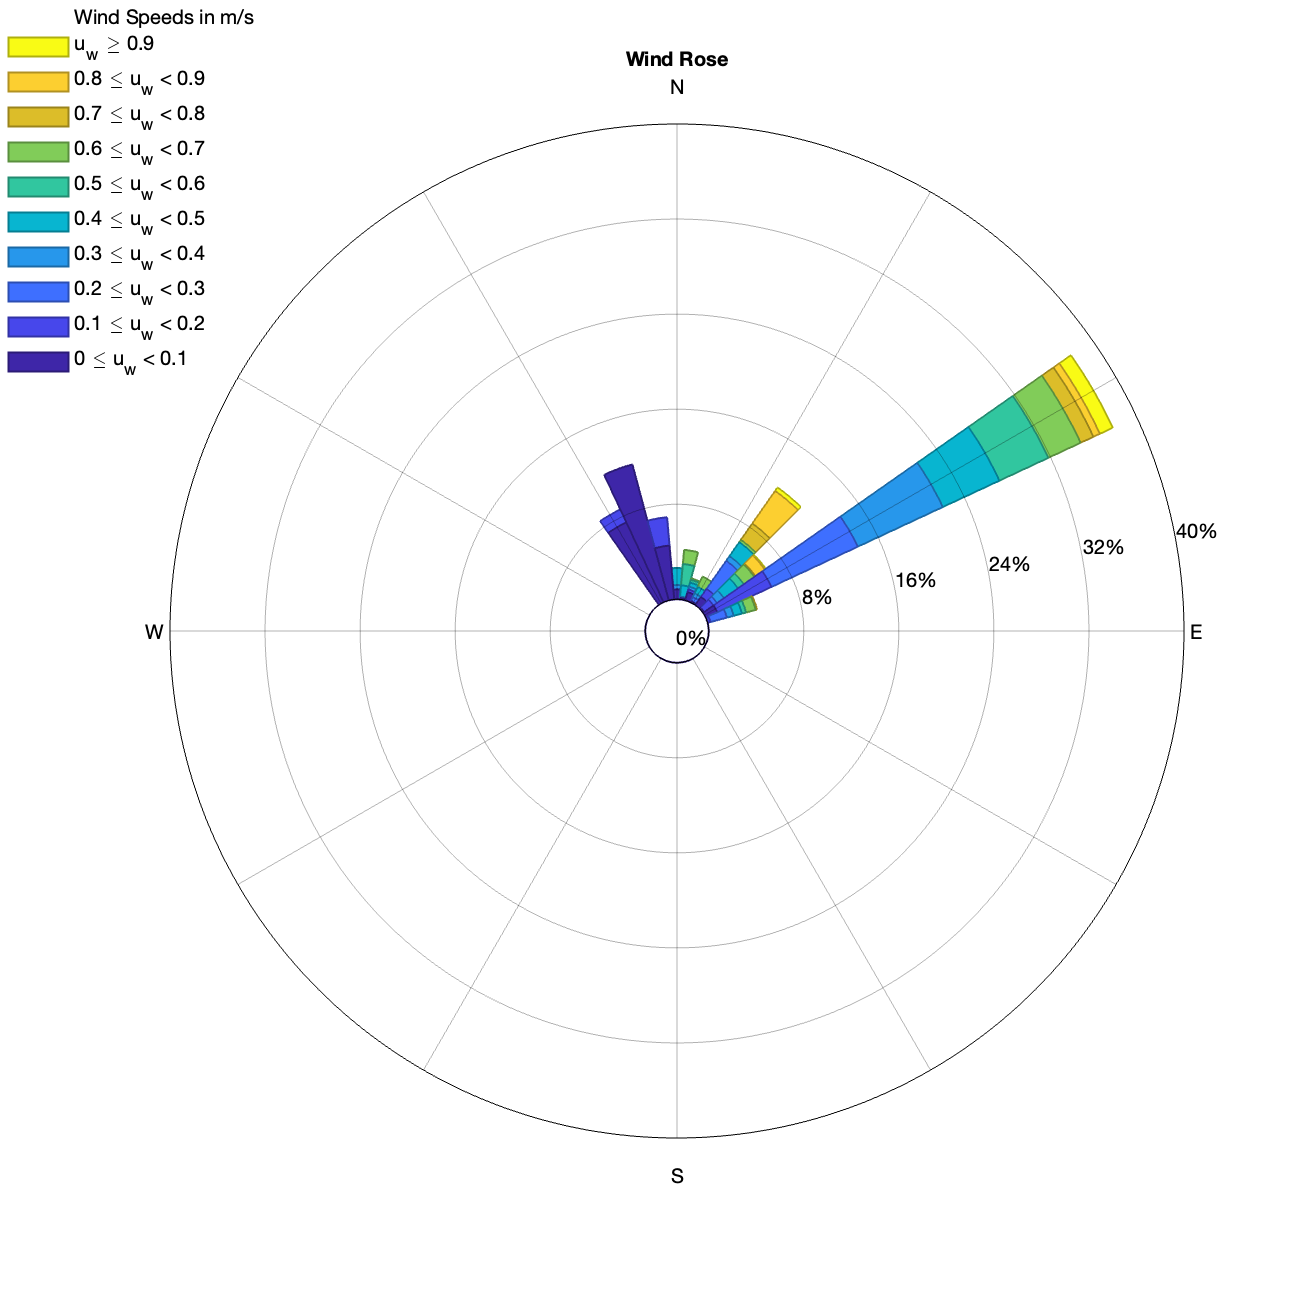 Wind Speeds in m/s
u_w ≥ 0.9
0.8 ≤ u_w < 0.9
0.7 ≤ u_w < 0.8
0.6 ≤ u_w < 0.7
0.5 ≤ u_w < 0.6
0.4 ≤ u_w < 0.5
0.3 ≤ u_w < 0.4
0.2 ≤ u_w < 0.3
0.1 ≤ u_w < 0.2
0 ≤ u_w < 0.1
Wind Rose
N
40%
32%
24%
16%
8%
W
0%
E
S